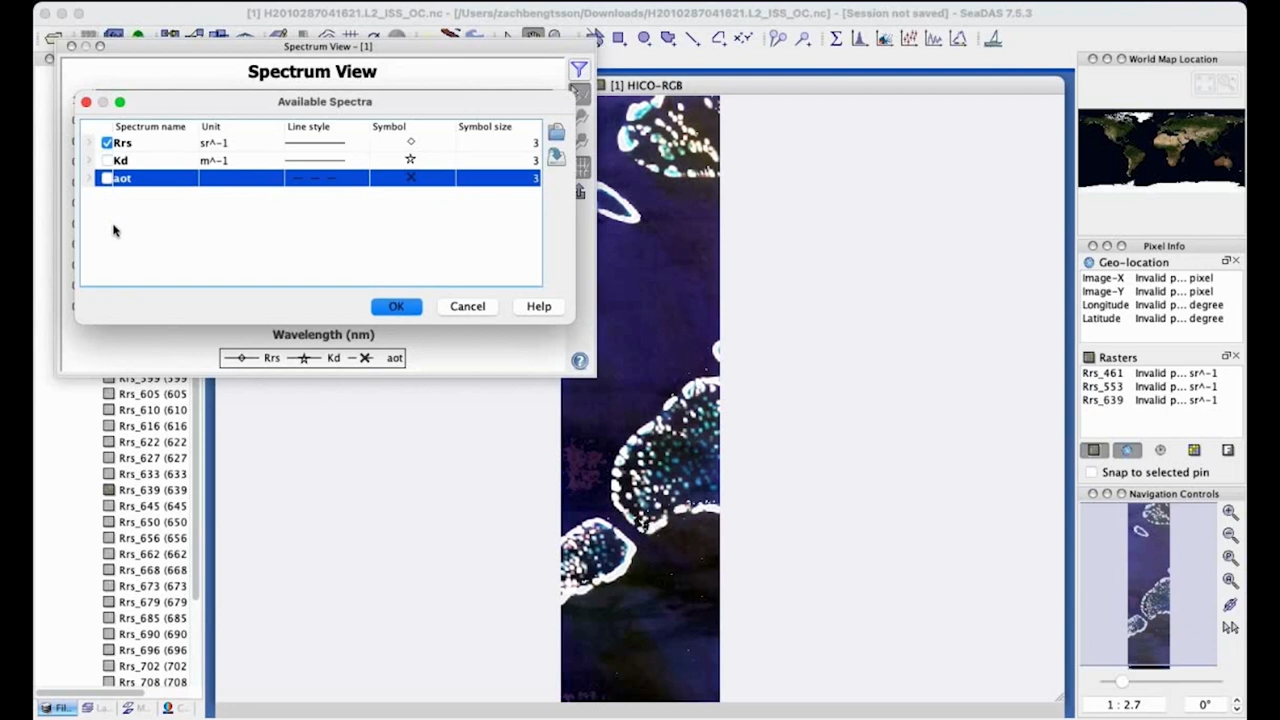 [1] H2010287041621.L2_ISS_OC.nc - [/Users/zachbengtsson/Downloads/H2010287041621.L2_ISS_OC.nc] - [Session not saved] - SeaDAS 7.5.3
Spectrum View - [1]
Spectrum View
Available Spectra
Spectrum name Unit Line style Symbol Symbol size
Rrs sr^-1 3
Kd m^-1 3
aot 3
OK Cancel Help
Wavelength (nm)
Rrs Kd aot
Rrs_605 (605
Rrs_610 (610
Rrs_616 (616
Rrs_622 (622
Rrs_627 (627
Rrs_633 (633
Rrs_639 (639
Rrs_645 (645
Rrs_650 (650
Rrs_656 (656
Rrs_662 (662
Rrs_668 (668
Rrs_673 (673
Rrs_679 (679
Rrs_685 (685
Rrs_690 (690
Rrs_696 (696
Rrs_702 (702
Rrs_708 (708
Fil... La... M... C...
[1] HICO-RGB
World Map Location
Pixel Info
Geo-location
Image-X Invalid p... pixel
Image-Y Invalid p... pixel
Longitude Invalid p... degree
Latitude Invalid p... degree
Rasters
Rrs_461 Invalid p... sr^-1
Rrs_553 Invalid p... sr^-1
Rrs_639 Invalid p... sr^-1
Snap to selected pin
Navigation Controls
1 : 2.7 0°